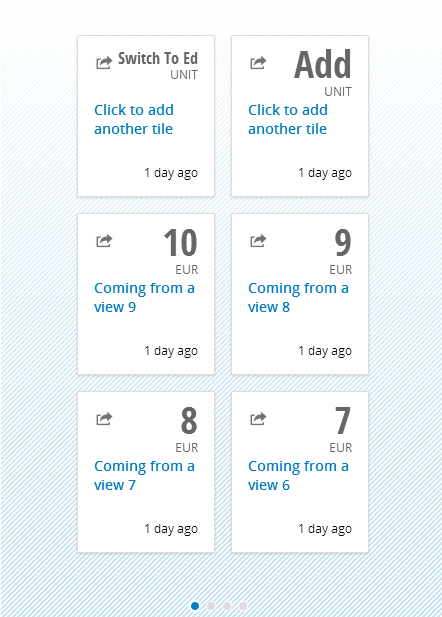 Switch To Ed
UNIT
Click to add
another tile
1 day ago
Add
UNIT
Click to add
another tile
1 day ago
10
EUR
Coming from a
view 9
1 day ago
9
EUR
Coming from a
view 8
1 day ago
8
EUR
Coming from a
view 7
1 day ago
7
EUR
Coming from a
view 6
1 day ago